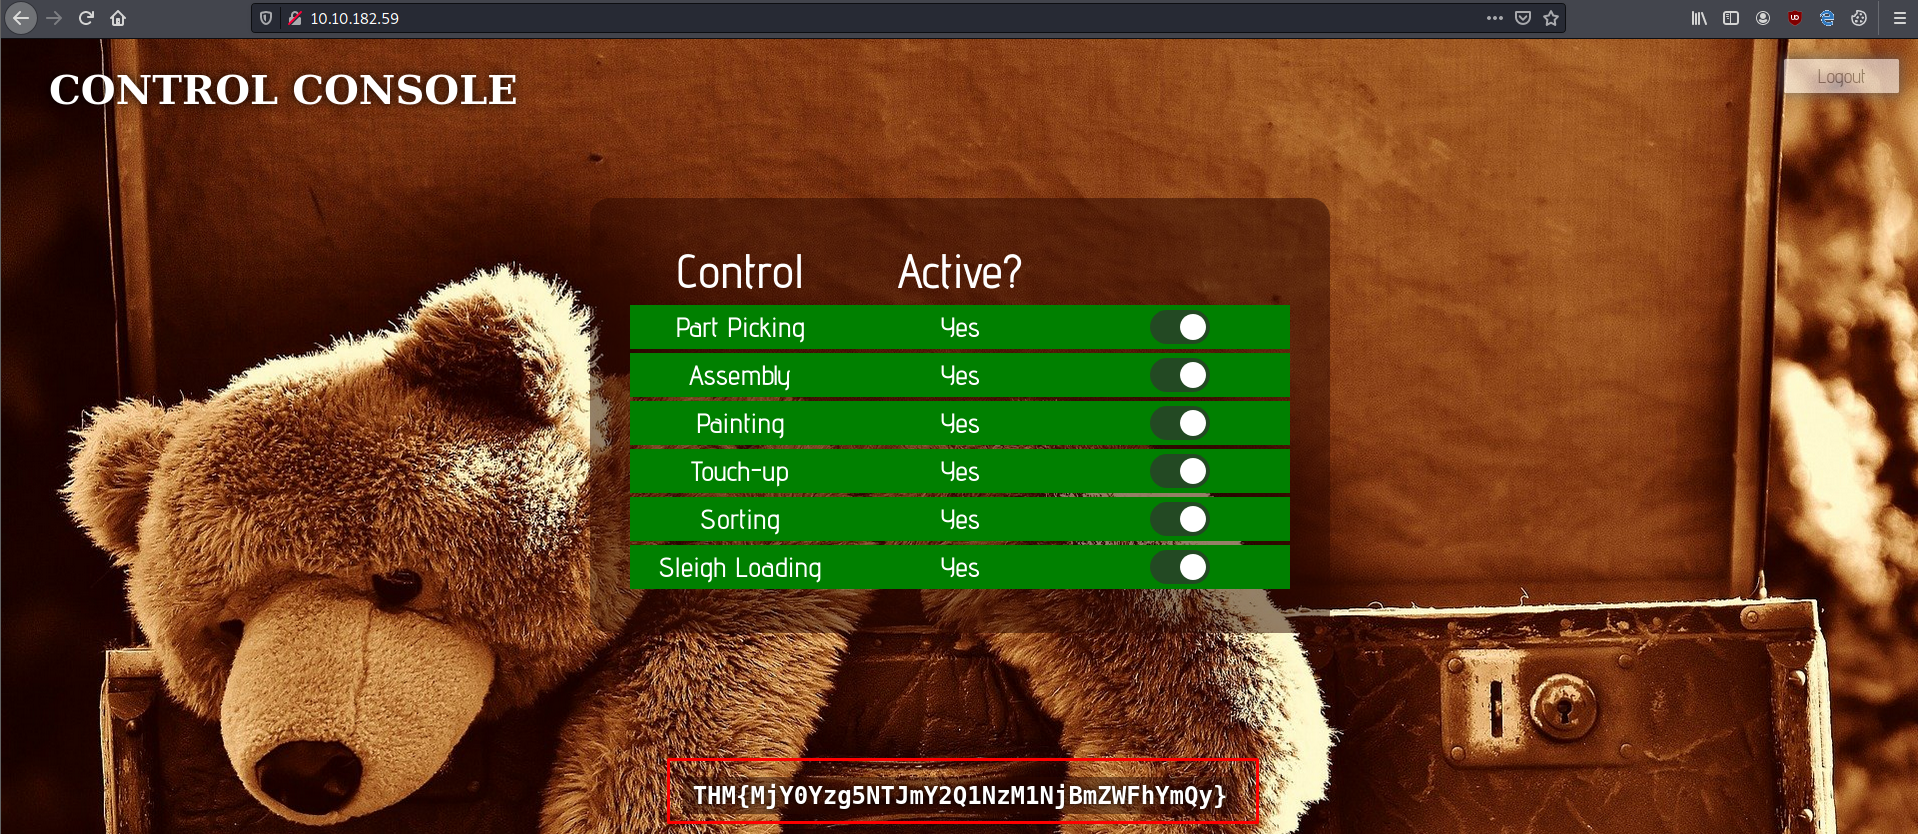 10.10.182.59
CONTROL CONSOLE
Logout
Control Active?
Part Picking Yes
Assembly Yes
Painting Yes
Touch-up Yes
Sorting Yes
Sleigh Loading Yes
THM{MjY0Yzg5NTJmY2Q1NzM1NjBmZWFhYmQy}